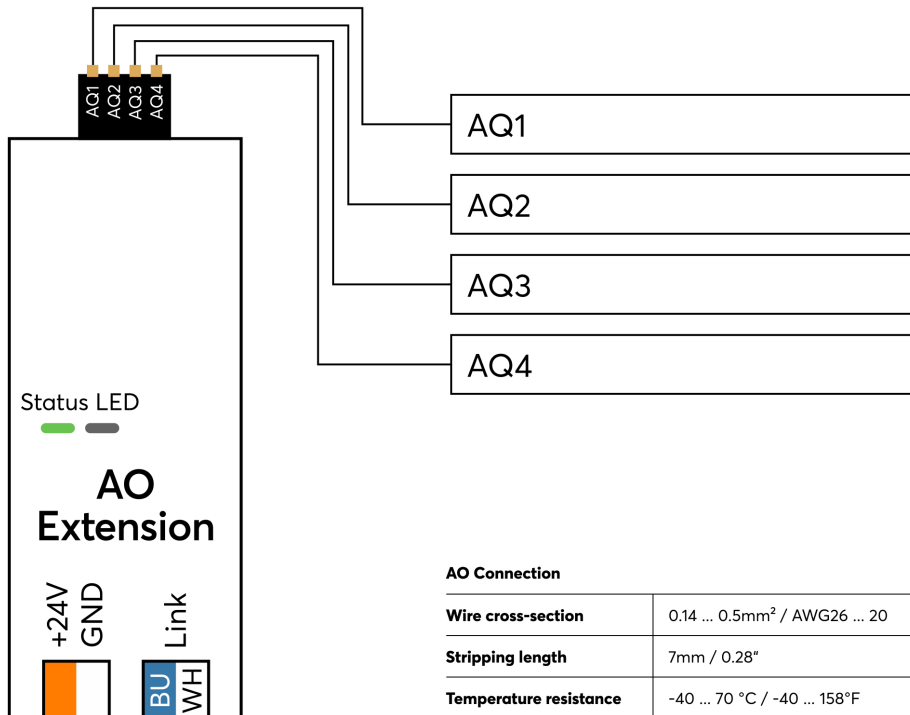 AQ1
AQ2
AQ3
AQ4
AQ1
AQ2
AQ3
AQ4
Status LED
AO
Extension
+24V
GND
Link
BU
WH
AO Connection
Wire cross-section 0.14 ... 0.5mm² / AWG26 ... 20
Stripping length 7mm / 0.28"
Temperature resistance -40 ... 70 °C / -40 ... 158°F